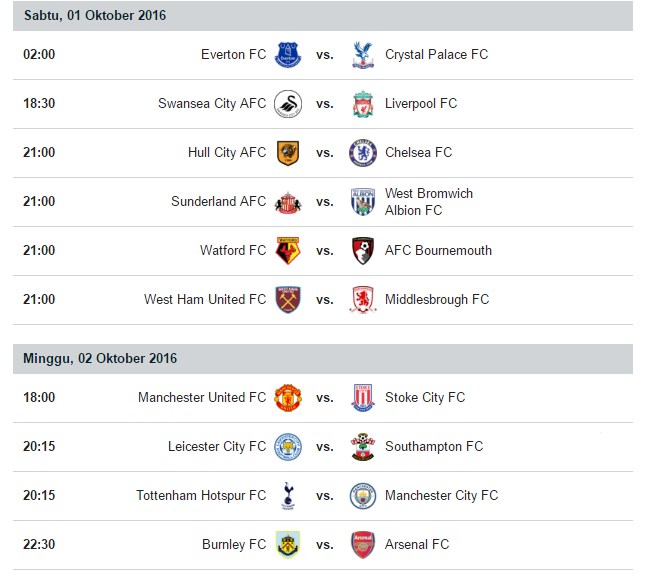 Sabtu, 01 Oktober 2016
02:00 Everton FC vs. Crystal Palace FC
18:30 Swansea City AFC vs. Liverpool FC
21:00 Hull City AFC vs. Chelsea FC
21:00 Sunderland AFC vs. West Bromwich
Albion FC
21:00 Watford FC vs. AFC Bournemouth
21:00 West Ham United FC vs. Middlesbrough FC
Minggu, 02 Oktober 2016
18:00 Manchester United FC vs. Stoke City FC
20:15 Leicester City FC vs. Southampton FC
20:15 Tottenham Hotspur FC vs. Manchester City FC
22:30 Burnley FC vs. Arsenal FC